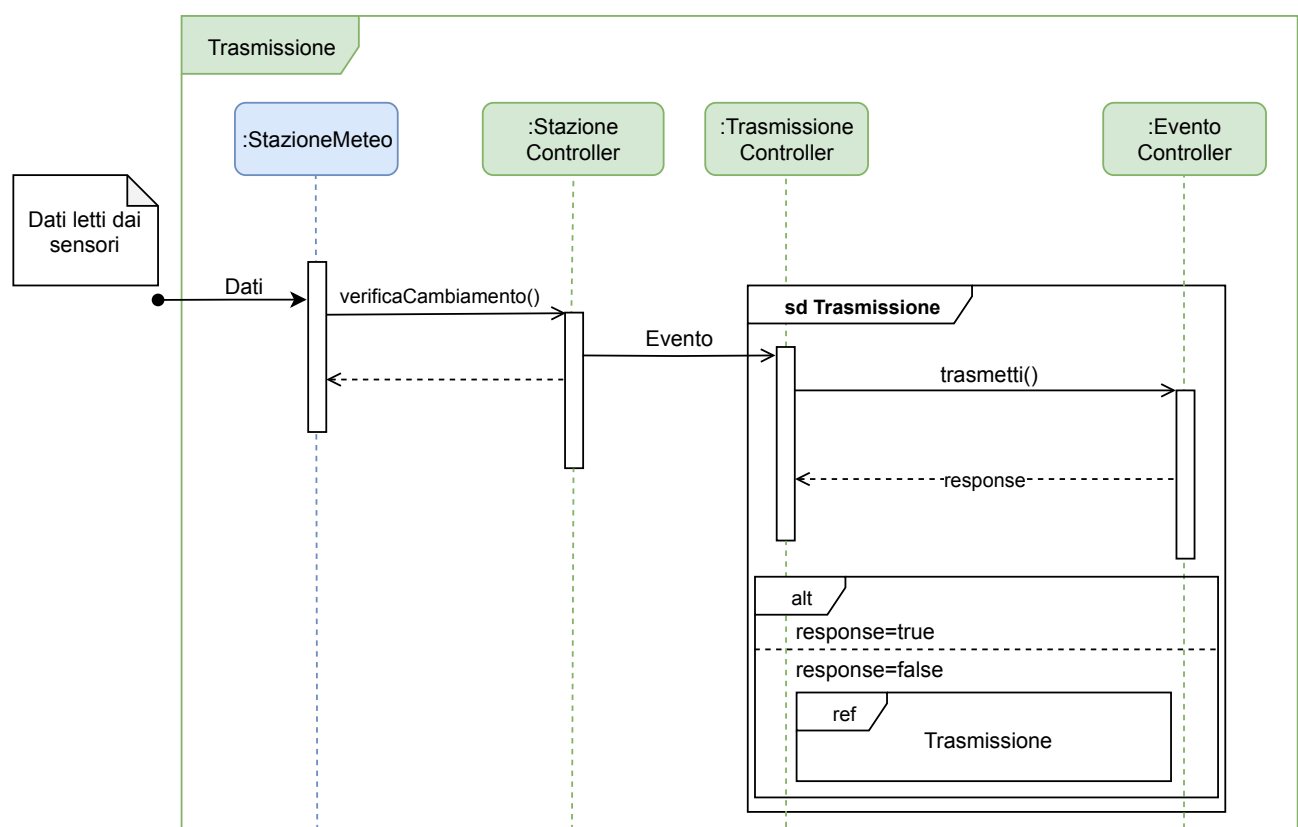 Trasmissione
:StazioneMeteo
:Stazione
Controller
:Trasmissione
Controller
:Evento
Controller
Dati letti dai
sensori
Dati
verificaCambiamento()
sd Trasmissione
Evento
trasmetti()
response
alt
response=true
response=false
ref
Trasmissione